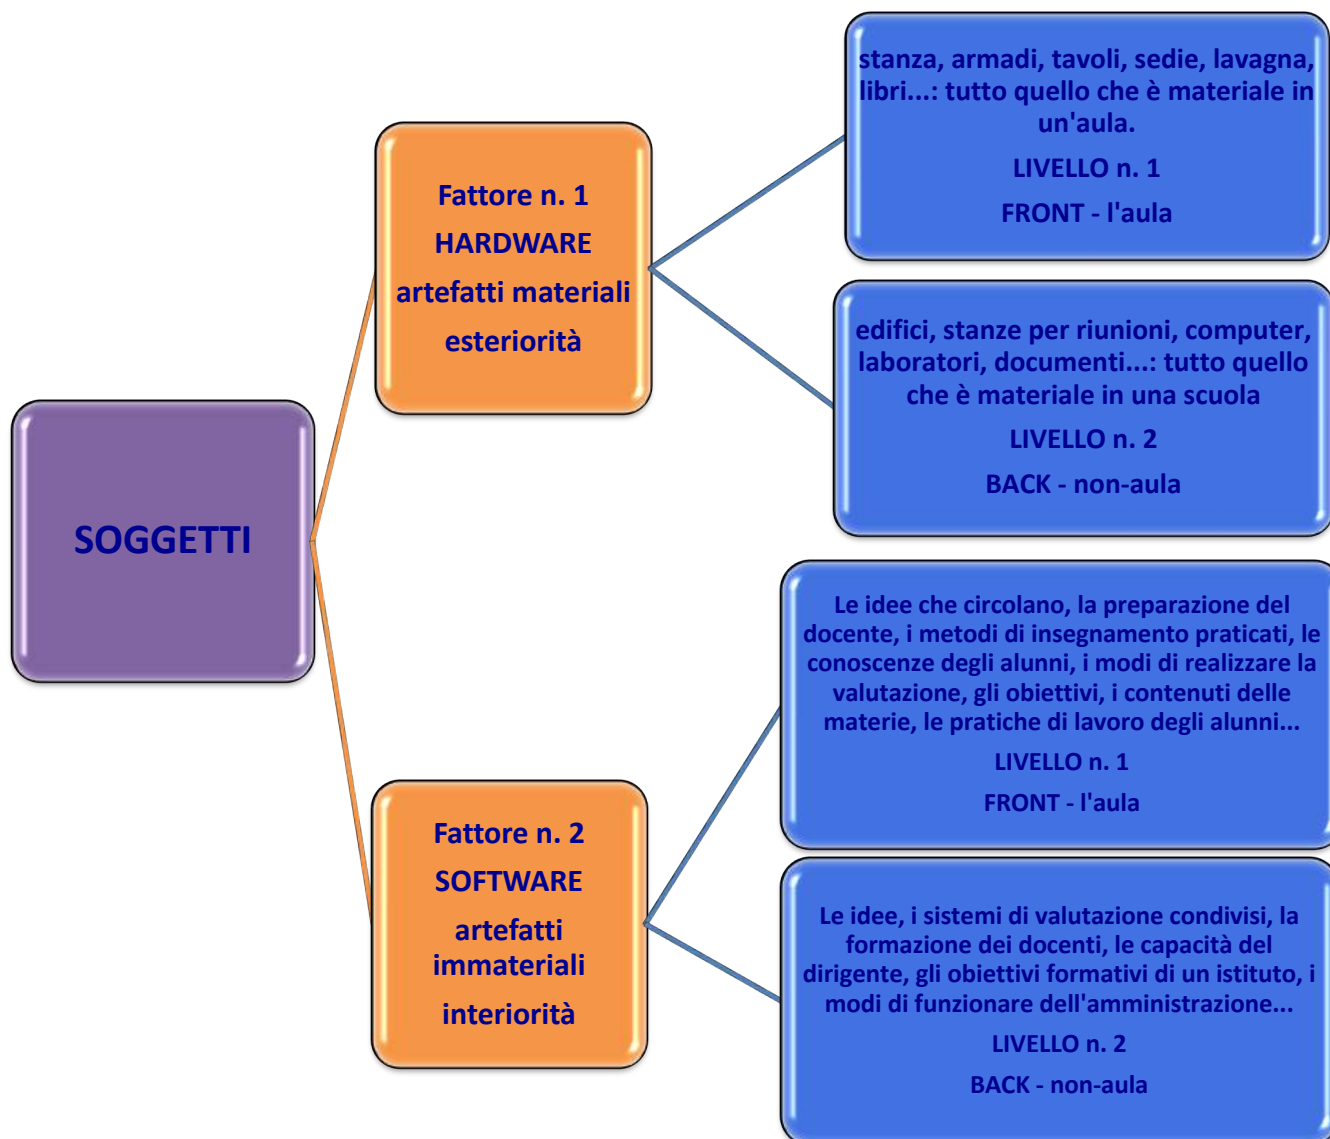 SOGGETTI
Fattore n. 1
HARDWARE
artefatti materiali
esteriorità
stanza, armadi, tavoli, sedie, lavagna,
libri...: tutto quello che è materiale in
un'aula.
LIVELLO n. 1
FRONT - l'aula
edifici, stanze per riunioni, computer,
laboratori, documenti...: tutto quello
che è materiale in una scuola
LIVELLO n. 2
BACK - non-aula
Fattore n. 2
SOFTWARE
artefatti
immateriali
interiorità
Le idee che circolano, la preparazione del
docente, i metodi di insegnamento praticati, le
conoscenze degli alunni, i modi di realizzare la
valutazione, gli obiettivi, i contenuti delle
materie, le pratiche di lavoro degli alunni...
LIVELLO n. 1
FRONT - l'aula
Le idee, i sistemi di valutazione condivisi, la
formazione dei docenti, le capacità del
dirigente, gli obiettivi formativi di un istituto, i
modi di funzionare dell'amministrazione...
LIVELLO n. 2
BACK - non-aula